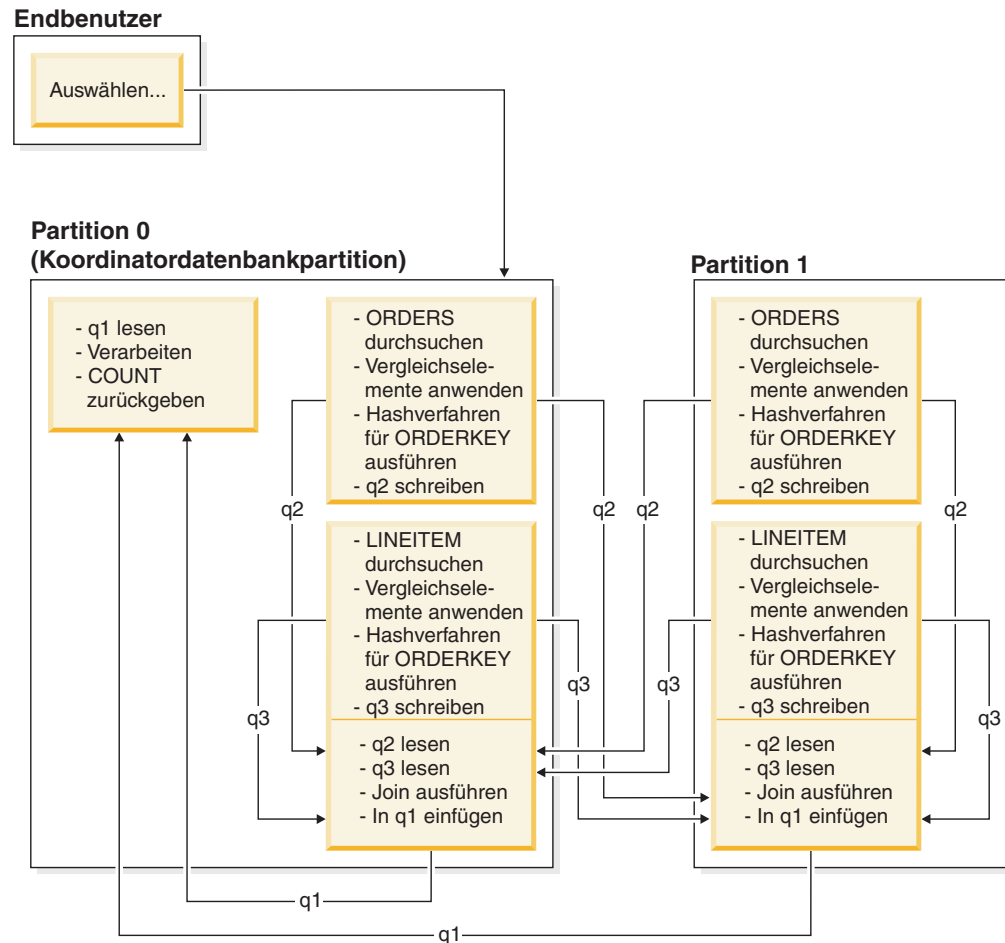 Endbenutzer
Auswählen...
Partition 0
(Koordinatordatenbankpartition)
- q1 lesen
- Verarbeiten
- COUNT
zurückgeben
- ORDERS
durchsuchen
- Vergleichsele-
mente anwenden
- Hashverfahren
für ORDERKEY
ausführen
- q2 schreiben
q2
q2
- LINEITEM
durchsuchen
- Vergleichsele-
mente anwenden
- Hashverfahren
für ORDERKEY
ausführen
- q3 schreiben
q3
q3
- q2 lesen
- q3 lesen
- Join ausführen
- In q1 einfügen
Partition 1
- ORDERS
durchsuchen
- Vergleichsele-
mente anwenden
- Hashverfahren
für ORDERKEY
ausführen
- q2 schreiben
q2
q2
- LINEITEM
durchsuchen
- Vergleichsele-
mente anwenden
- Hashverfahren
für ORDERKEY
ausführen
- q3 schreiben
q3
q3
- q2 lesen
- q3 lesen
- Join ausführen
- In q1 einfügen
q1
q1